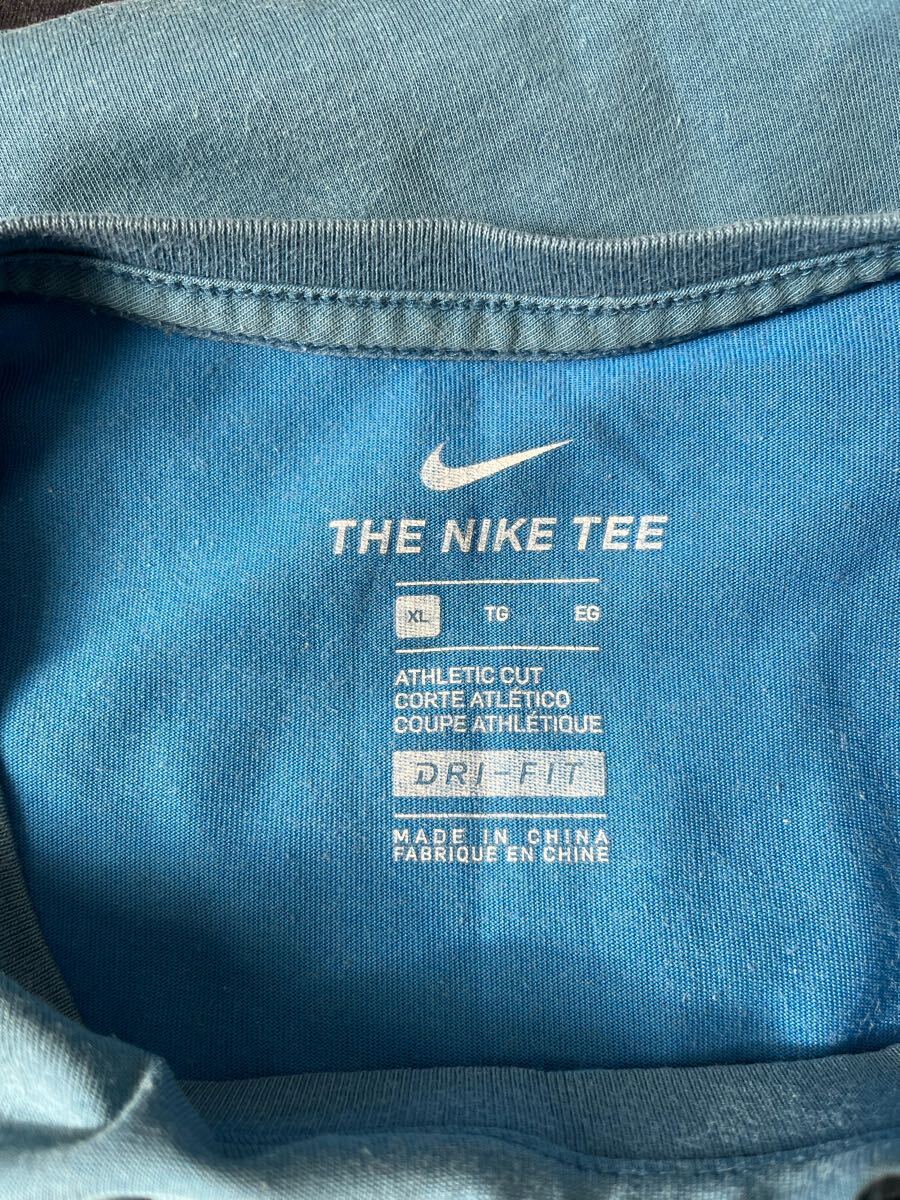 THE NIKE TEE
XL TG EG
ATHLETIC CUT
CORTE ATLÉTICO
COUPE ATHLÉTIQUE
DRI-FIT
MADE IN CHINA
FABRIQUE EN CHINE